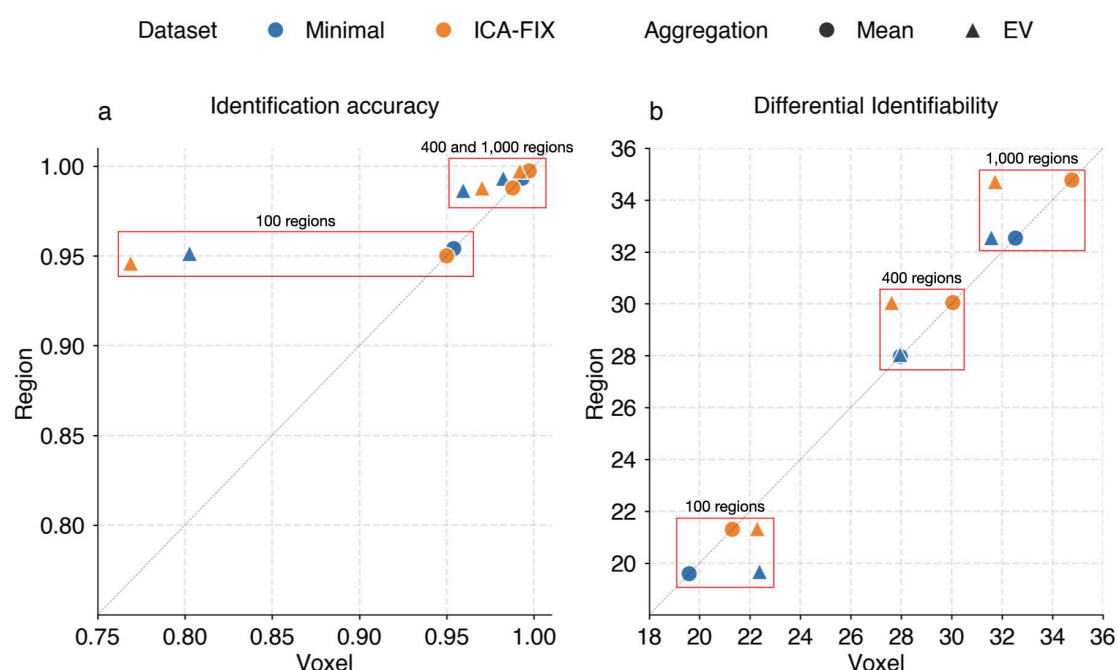 Dataset Minimal ICA-FIX Aggregation Mean EV
a Identification accuracy
400 and 1,000 regions
1.00
100 regions
0.95
0.90
0.85
0.80
Region
0.75 0.80 0.85 0.90 0.95 1.00
Voxel
b Differential Identifiability
36
1,000 regions
34
32
400 regions
30
28
26
24
22
100 regions
20
Region
18 20 22 24 26 28 30 32 34 36
Voxel